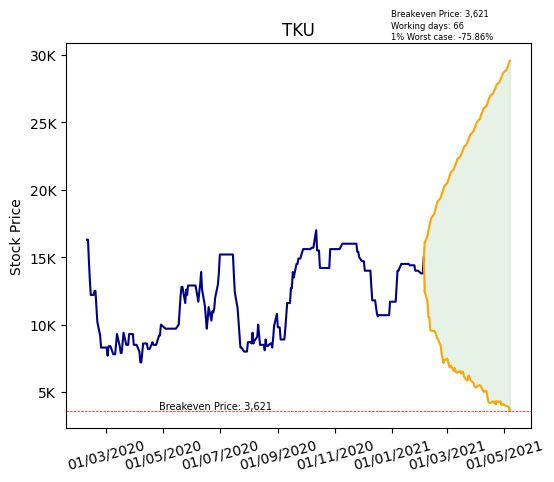 Breakeven Price: 3,621
Working days: 66
1% Worst case: -75.86%
TKU
Stock Price
30K
25K
20K
15K
10K
5K
Breakeven Price: 3,621
01/03/2020
01/05/2020
01/07/2020
01/09/2020
01/11/2020
01/01/2021
01/03/2021
01/05/2021